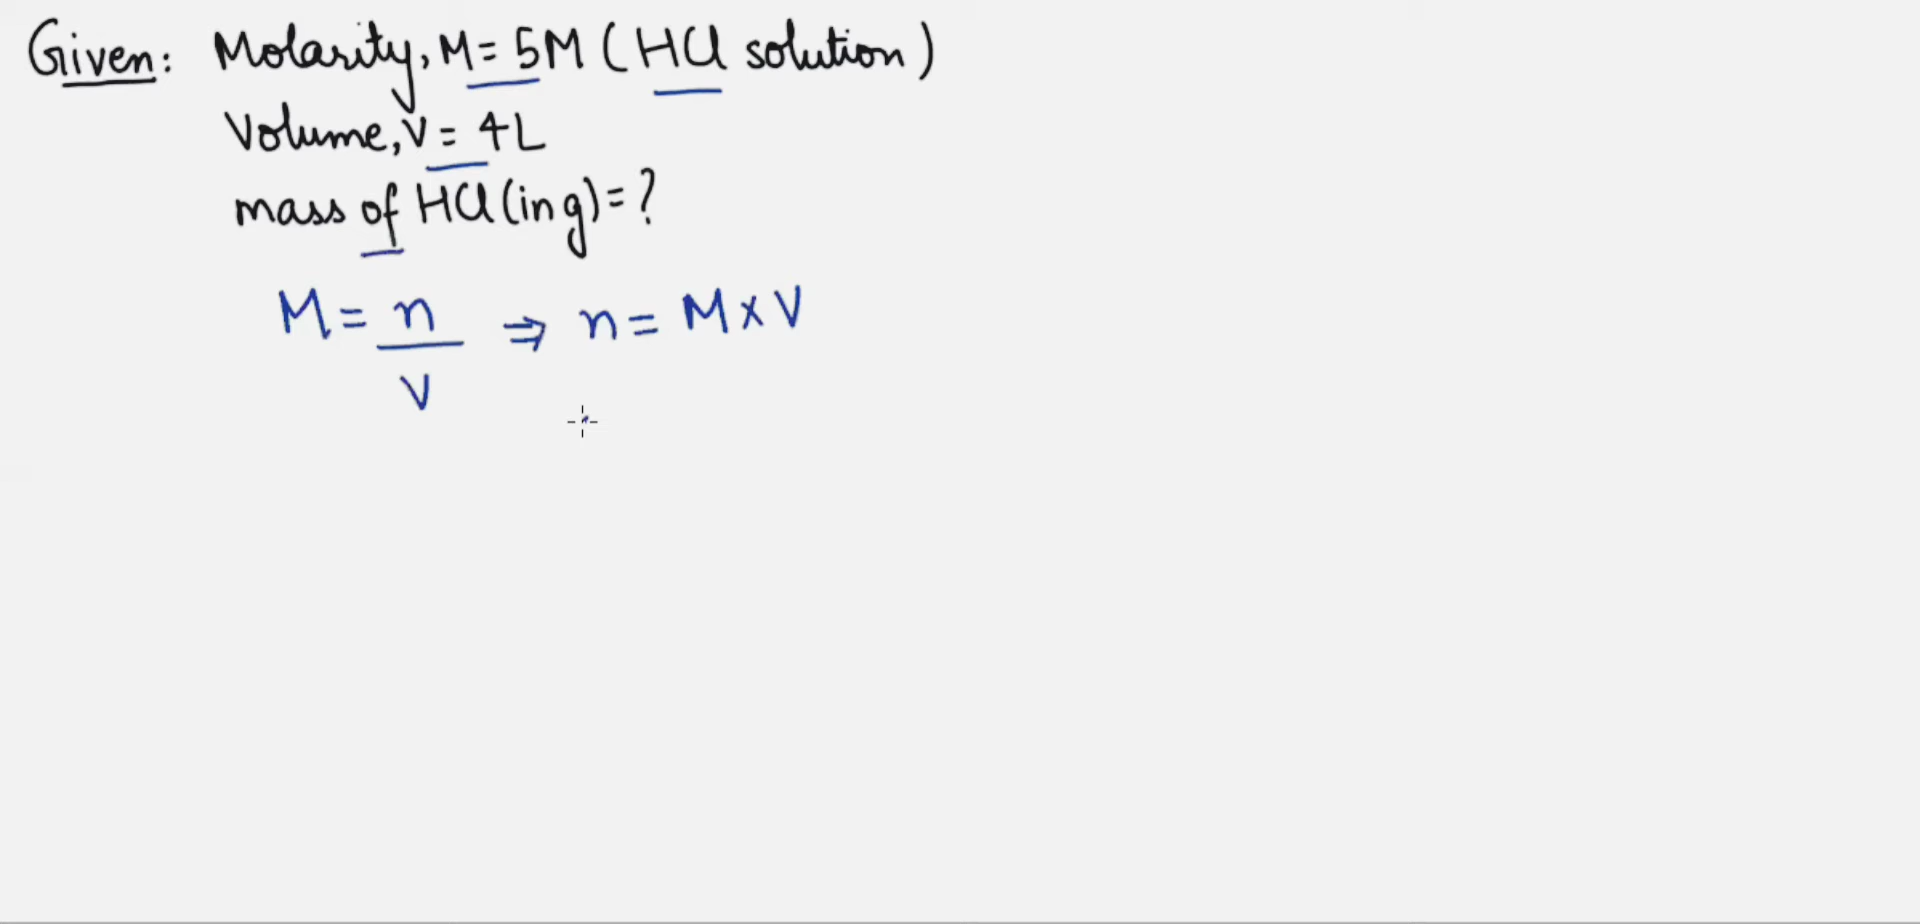 Given: Molarity, M = 5M (HCl solution)
Volume, V = 4L
mass of HCl (in g) = ?
M = n/V ⇒ n = M × V